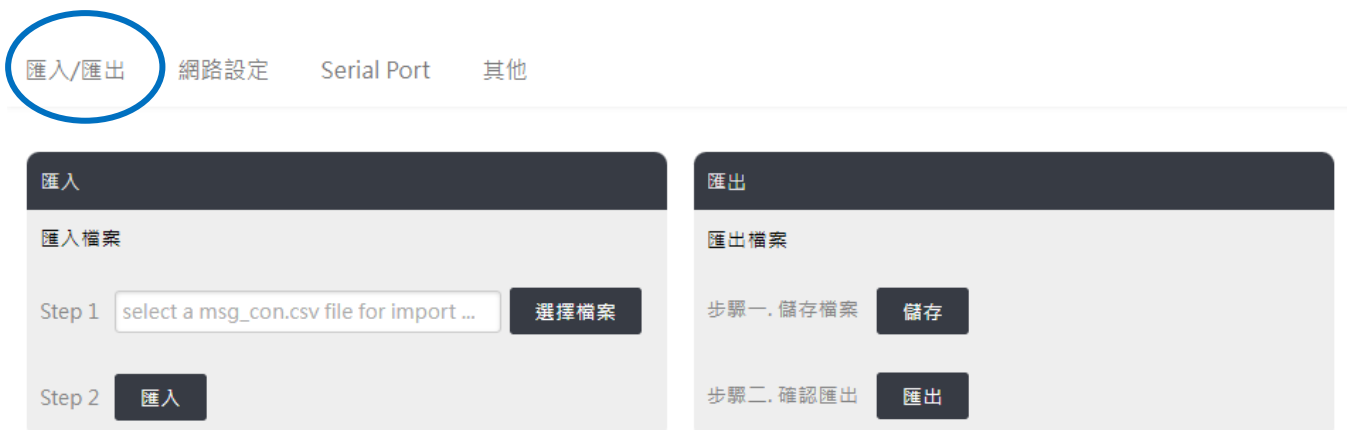 匯入/匯出 網路設定 Serial Port 其他
匯入
匯入檔案
Step 1 select a msg_con.csv file for import ... 選擇檔案
Step 2 匯入
匯出
匯出檔案
步驟一. 儲存檔案 儲存
步驟二. 確認匯出 匯出